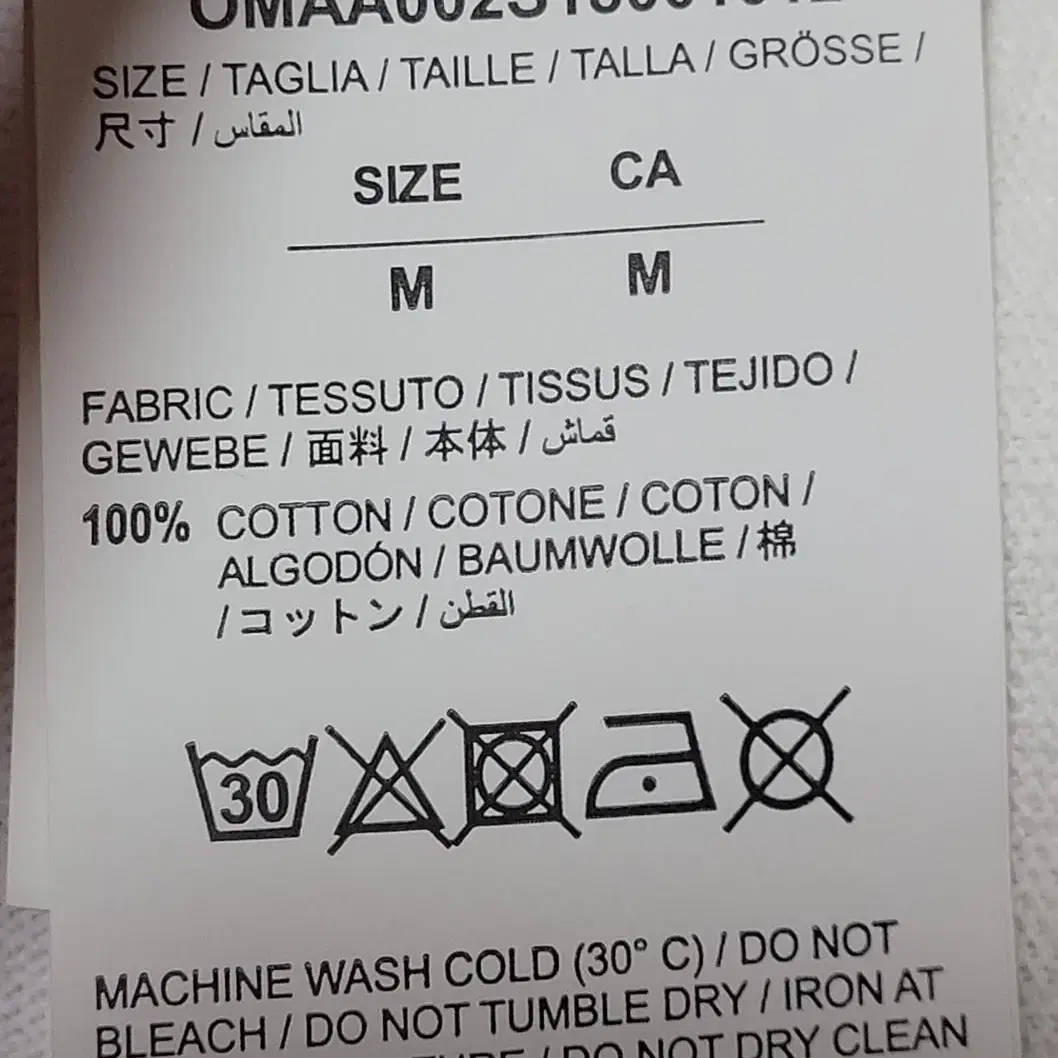 SIZE / TAGLIA / TAILLE / TALLA / GRÖSSE /
尺寸 / المقاس
SIZE CA
M M
FABRIC / TESSUTO / TISSUS / TEJIDO /
GEWEBE / 面料 / 本体 / قماش
100% COTTON / COTONE / COTON /
ALGODÓN / BAUMWOLLE / 棉
/ コットン / القطن
30
MACHINE WASH COLD (30° C) / DO NOT
BLEACH / DO NOT TUMBLE DRY / IRON AT
/ DO NOT DRY CLEAN